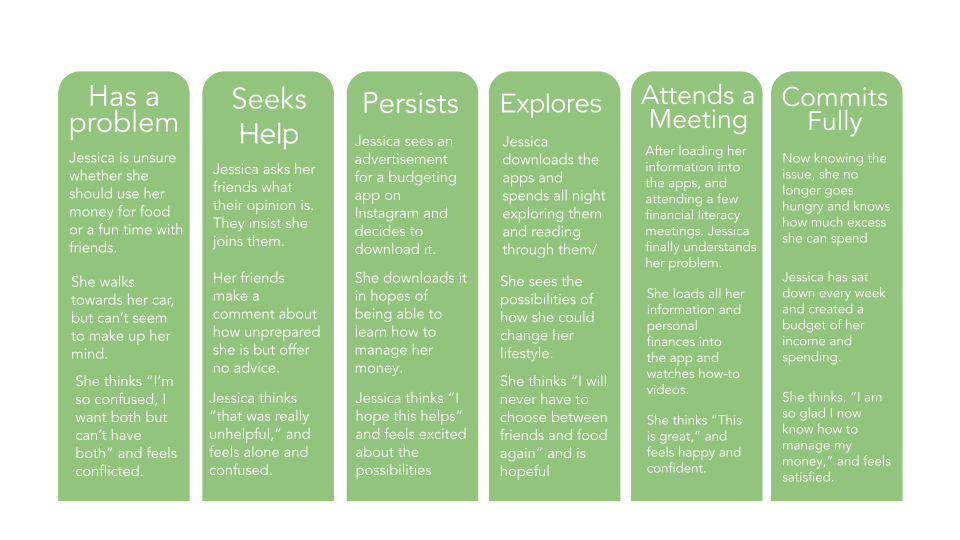 Has a
problem
Jessica is unsure
whether she
should use her
money for food
or a fun time with
friends.
She walks
towards her car,
but can’t seem
to make up her
mind.
She thinks “I’m
so confused, I
want both but
can’t have
both” and feels
conflicted.
Seeks
Help
Jessica asks her
friends what
their opinion is.
They insist she
joins them.
Her friends
make a
comment about
how unprepared
she is but offer
no advice.
Jessica thinks
“that was really
unhelpful,” and
feels alone and
confused.
Persists
Jessica sees an
advertisement
for a budgeting
app on
Instagram and
decides to
download it.
She downloads it
in hopes of
being able to
learn how to
manage her
money.
Jessica thinks “I
hope this helps”
and feels excited
about the
possibilities
Explores
Jessica
downloads the
apps and
spends all night
exploring them
and reading
through them/
She sees the
possibilities of
how she could
change her
lifestyle.
She thinks “I will
never have to
choose between
friends and food
again” and is
hopeful
Attends a
Meeting
After loading her
information into
the apps, and
attending a few
financial literacy
meetings. Jessica
finally understands
her problem.
She loads all her
information and
personal
finances into
the app and
watches how-to
videos.
She thinks “This
is great,” and
feels happy and
confident.
Commits
Fully
Now knowing the
issue, she no
longer goes
hungry and knows
how much excess
she can spend
Jessica has sat
down every week
and created a
budget of her
income and
spending.
She thinks, “I am
so glad I now
know how to
manage my
money,” and feels
satisfied.